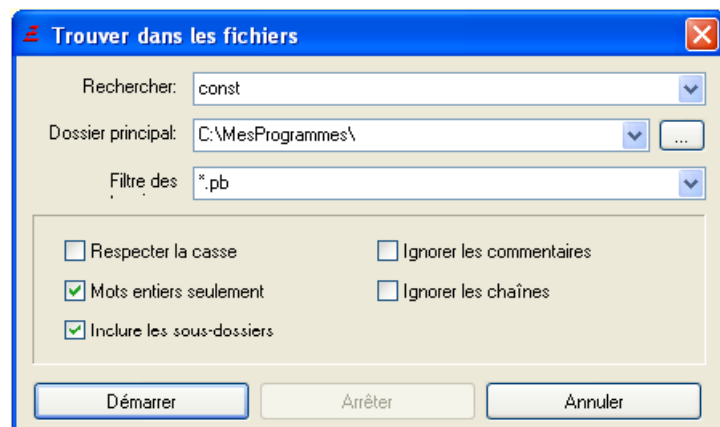 Trouver dans les fichiers
Rechercher: const
Dossier principal: C:\MesProgrammes\ ...
Filtre des *.pb
Respecter la casse Ignorer les commentaires
Mots entiers seulement Ignorer les chaînes
Inclure les sous-dossiers
Démarrer Arrêter Annuler